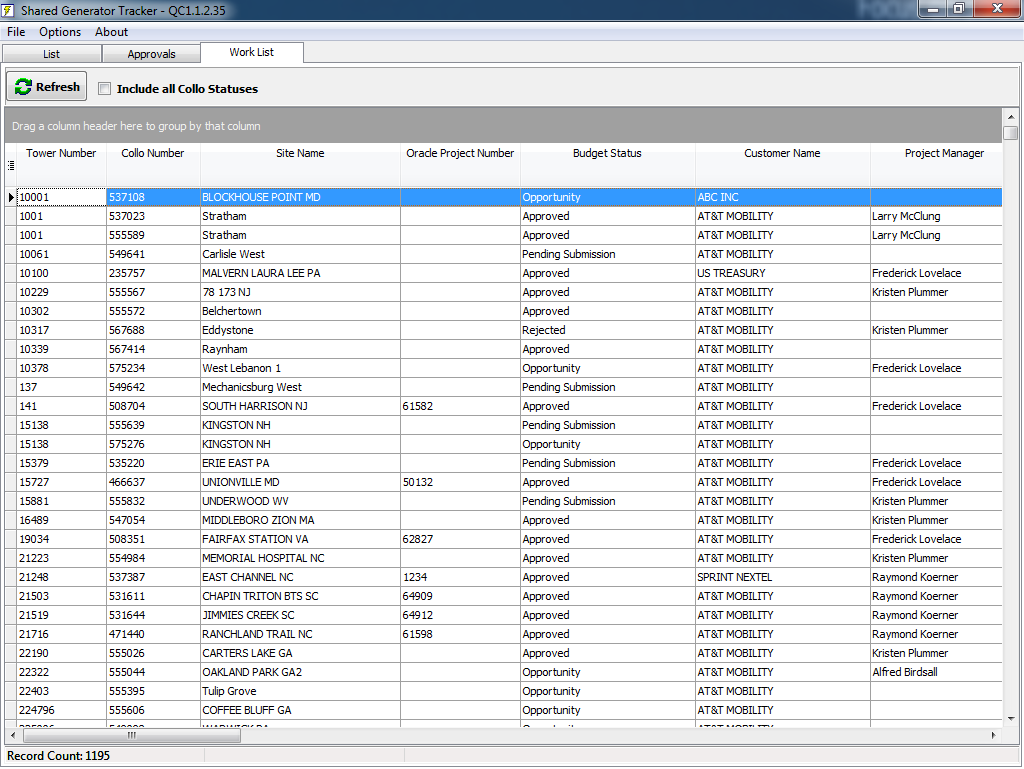 Shared Generator Tracker - QC1.1.2.35
File Options About
List Approvals Work List
Refresh Include all Collo Statuses
Drag a column header here to group by that column
Tower Number Collo Number Site Name Oracle Project Number Budget Status Customer Name Project Manager
10001 537108 BLOCKHOUSE POINT MD Opportunity ABC INC
1001 537023 Stratham Approved AT&T MOBILITY Larry McClung
1001 555589 Stratham Approved AT&T MOBILITY Larry McClung
10061 549641 Carlisle West Pending Submission AT&T MOBILITY
10100 235757 MALVERN LAURA LEE PA Approved US TREASURY Frederick Lovelace
10229 555567 78 173 NJ Approved AT&T MOBILITY Kristen Plummer
10302 555572 Belchertown Approved AT&T MOBILITY
10317 567688 Eddystone Rejected AT&T MOBILITY Kristen Plummer
10339 567414 Raynham Approved AT&T MOBILITY
10378 575234 West Lebanon 1 Opportunity AT&T MOBILITY Frederick Lovelace
137 549642 Mechanicsburg West Pending Submission AT&T MOBILITY
141 508704 SOUTH HARRISON NJ 61582 Approved AT&T MOBILITY Frederick Lovelace
15138 555639 KINGSTON NH Pending Submission AT&T MOBILITY
15138 575276 KINGSTON NH Opportunity AT&T MOBILITY
15379 535220 ERIE EAST PA Pending Submission AT&T MOBILITY Frederick Lovelace
15727 466637 UNIONVILLE MD 50132 Approved AT&T MOBILITY Frederick Lovelace
15881 555832 UNDERWOOD WV Pending Submission AT&T MOBILITY Kristen Plummer
16489 547054 MIDDLEBORO ZION MA Approved AT&T MOBILITY Kristen Plummer
19034 508351 FAIRFAX STATION VA 62827 Approved AT&T MOBILITY Frederick Lovelace
21223 554984 MEMORIAL HOSPITAL NC Approved AT&T MOBILITY Kristen Plummer
21248 537387 EAST CHANNEL NC 1234 Approved SPRINT NEXTEL Raymond Koerner
21503 531611 CHAPIN TRITON BTS SC 64909 Approved AT&T MOBILITY Raymond Koerner
21519 531644 JIMMIES CREEK SC 64912 Approved AT&T MOBILITY Raymond Koerner
21716 471440 RANCHLAND TRAIL NC 61598 Approved AT&T MOBILITY Raymond Koerner
22190 555026 CARTERS LAKE GA Approved AT&T MOBILITY Kristen Plummer
22322 555044 OAKLAND PARK GA2 Opportunity AT&T MOBILITY Alfred Birdsall
22403 555395 Tulip Grove Opportunity AT&T MOBILITY
224796 555606 COFFEE BLUFF GA Opportunity AT&T MOBILITY
Opportunity AT&T MOBILITY
Record Count: 1195